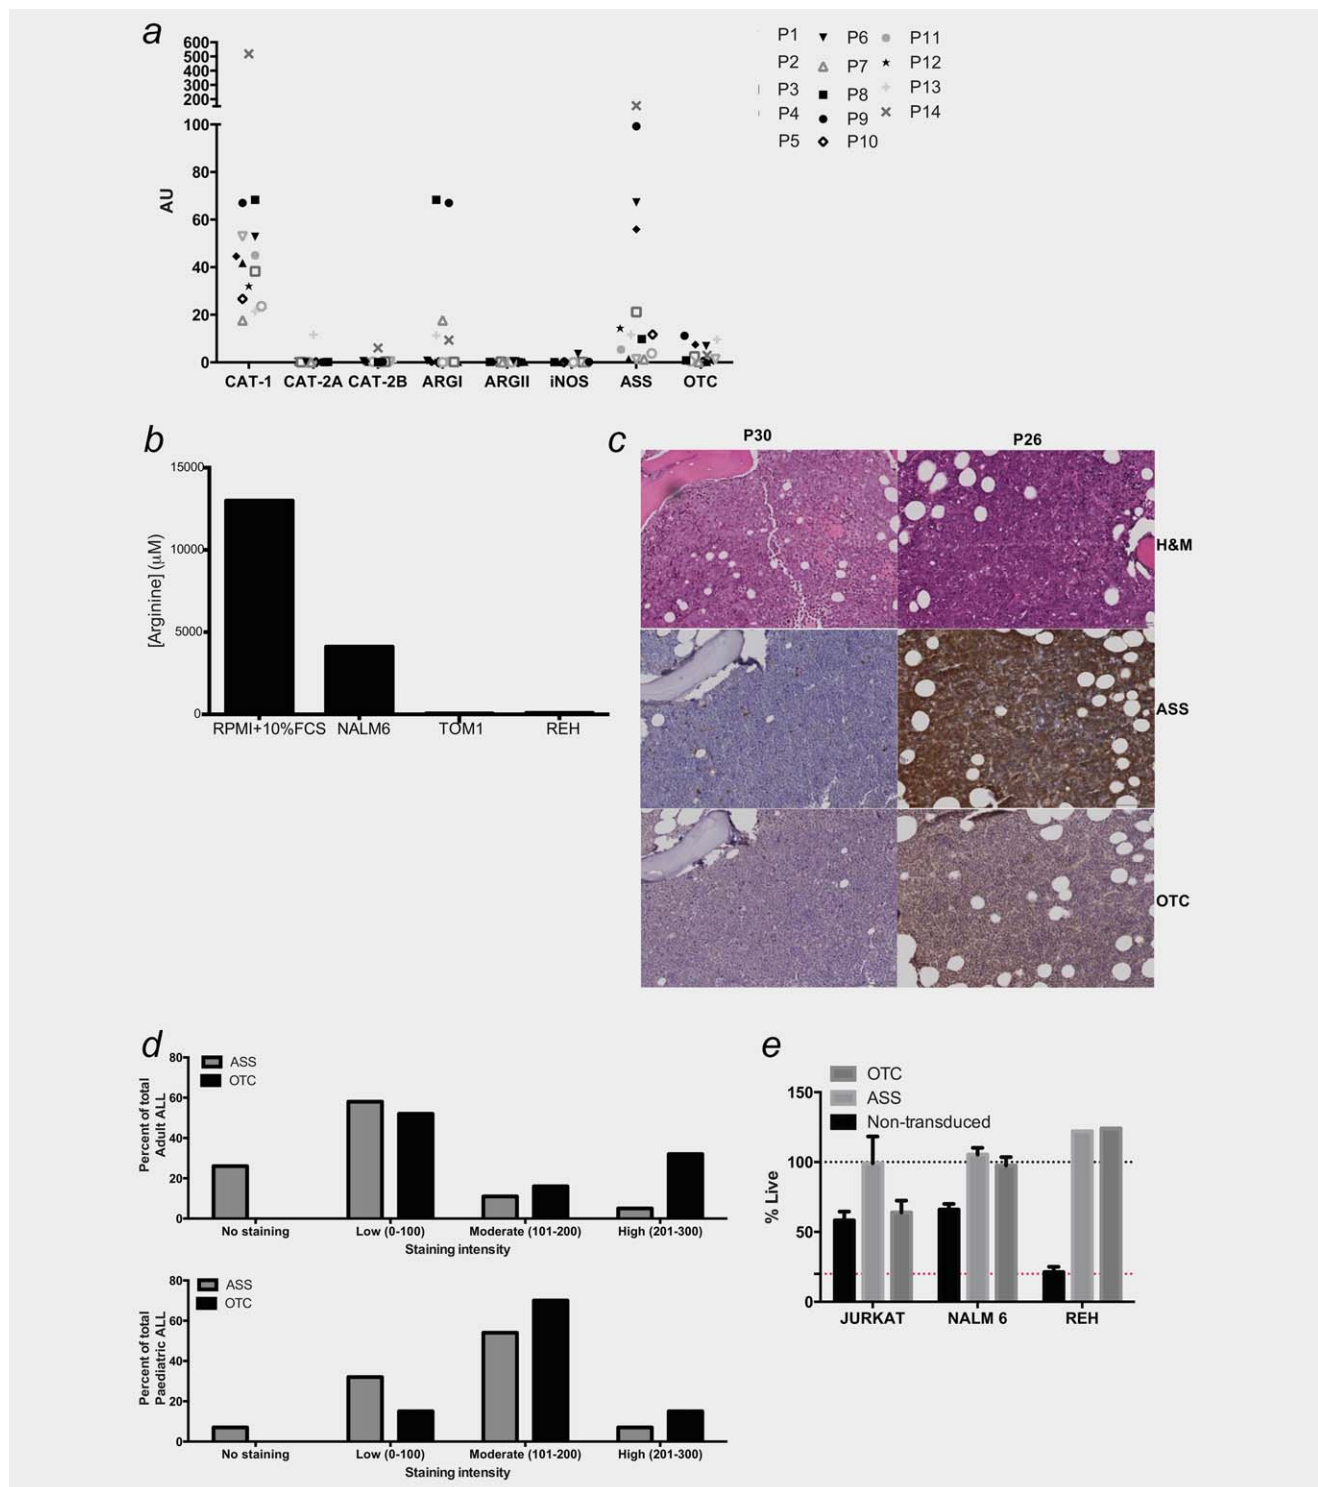 a
P1 P6 P11
P2 P7 P12
P3 P8 P13
P4 P9 P14
P5 P10
600
500
400
300
200
100
80
60
40
20
0
AU
CAT-1 CAT-2A CAT-2B ARGI ARGII iNOS ASS OTC
b
15000
10000
5000
0
[Arginine] (μM)
RPMI+10%FCS NALM6 TOM1 REH
c
P30 P26
H&M
ASS
OTC
d
ASS
OTC
80
60
40
20
0
Percent of total
Adult ALL
No staining Low (0-100) Moderate (101-200) High (201-300)
Staining intensity
ASS
OTC
80
60
40
20
0
Percent of total
Paediatric ALL
No staining Low (0-100) Moderate (101-200) High (201-300)
Staining intensity
e
OTC
ASS
Non-transduced
150
100
50
0
% Live
JURKAT NALM 6 REH